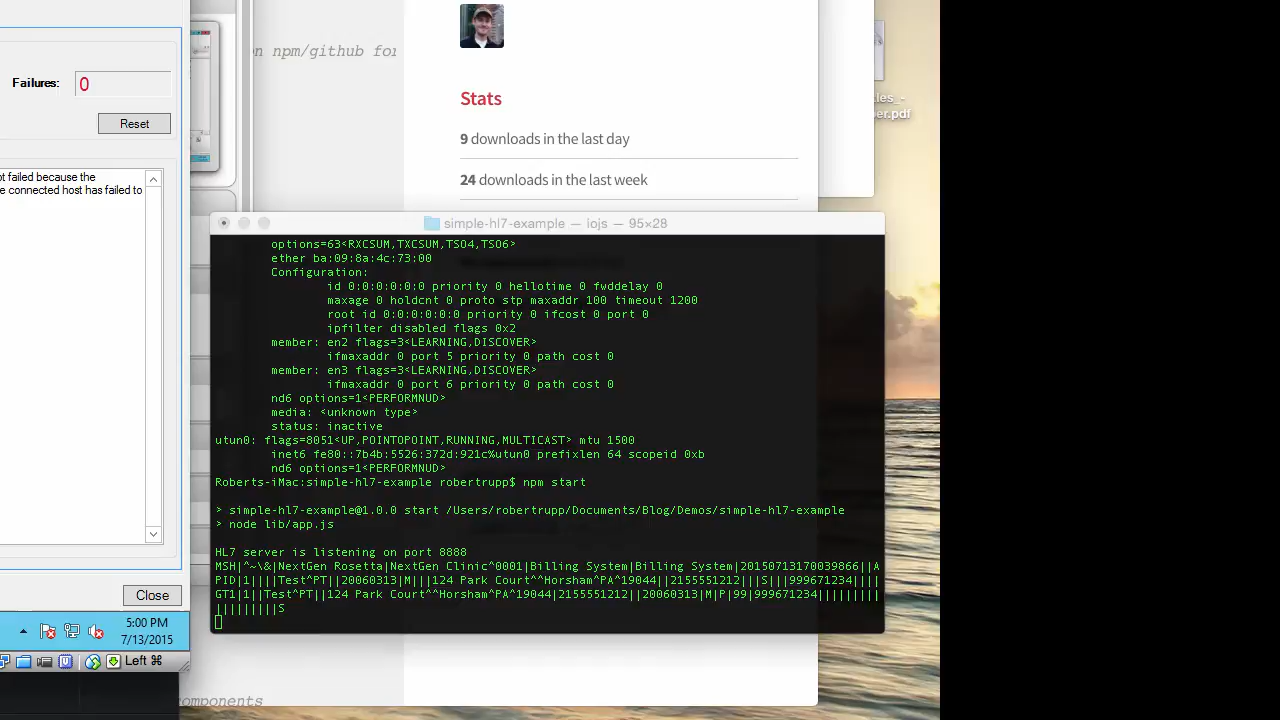 on npm/github for
Failures:
0
Reset
ot failed because the
e connected host has failed to
Stats
9 downloads in the last day
24 downloads in the last week
er.pdf
simple-hl7-example — iojs — 95×28
options=63<RXCSUM,TXCSUM,TSO4,TSO6>
ether ba:09:8a:4c:73:00
Configuration:
id 0:0:0:0:0:0 priority 0 hellotime 0 fwddelay 0
maxage 0 holdcnt 0 proto stp maxaddr 100 timeout 1200
root id 0:0:0:0:0:0 priority 0 ifcost 0 port 0
ipfilter disabled flags 0x2
member: en2 flags=3<LEARNING,DISCOVER>
ifmaxaddr 0 port 5 priority 0 path cost 0
member: en3 flags=3<LEARNING,DISCOVER>
ifmaxaddr 0 port 6 priority 0 path cost 0
nd6 options=1<PERFORMNUD>
media: <unknown type>
status: inactive
utun0: flags=8051<UP,POINTOPOINT,RUNNING,MULTICAST> mtu 1500
inet6 fe80::7b4b:5526:372d:921c%utun0 prefixlen 64 scopeid 0xb
nd6 options=1<PERFORMNUD>
Roberts-iMac:simple-hl7-example robertrupp$ npm start
> simple-hl7-example@1.0.0 start /Users/robertrupp/Documents/Blog/Demos/simple-hl7-example
> node lib/app.js
HL7 server is listening on port 8888
MSH|^~\&|NextGen Rosetta|NextGen Clinic^0001|Billing System|Billing System|20150713170039866||A
PID|1||||Test^PT||20060313|M|||124 Park Court^^Horsham^PA^19044||2155551212|||S|||999671234||||
GT1|||Test^PT||124 Park Court^^Horsham^PA^19044|2155551212||20060313|M|P|99|999671234||||||||||
|||||||||S
Close
5:00 PM
7/13/2015
Left ⌘
components